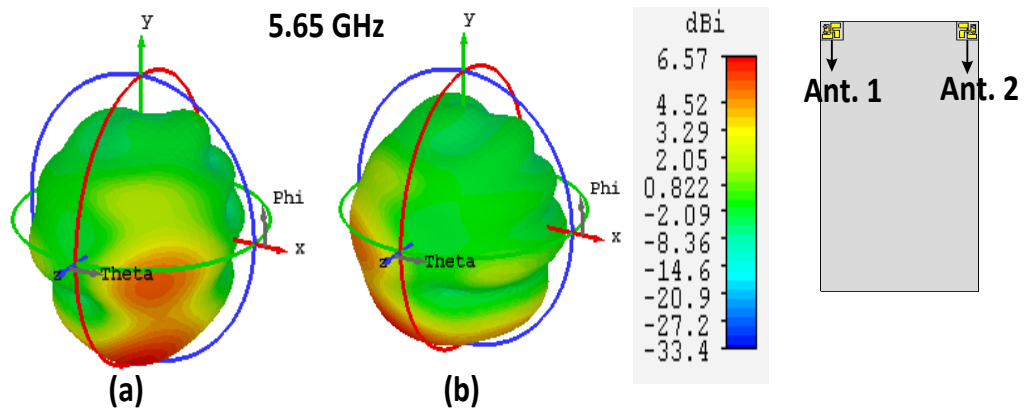 5.65 GHz
y
Phi
x
z
Theta
(a)
y
Phi
x
z
Theta
(b)
dBi
6.57
4.52
3.29
2.05
0.822
-2.09
-8.36
-14.6
-20.9
-27.2
-33.4
Ant. 1
Ant. 2